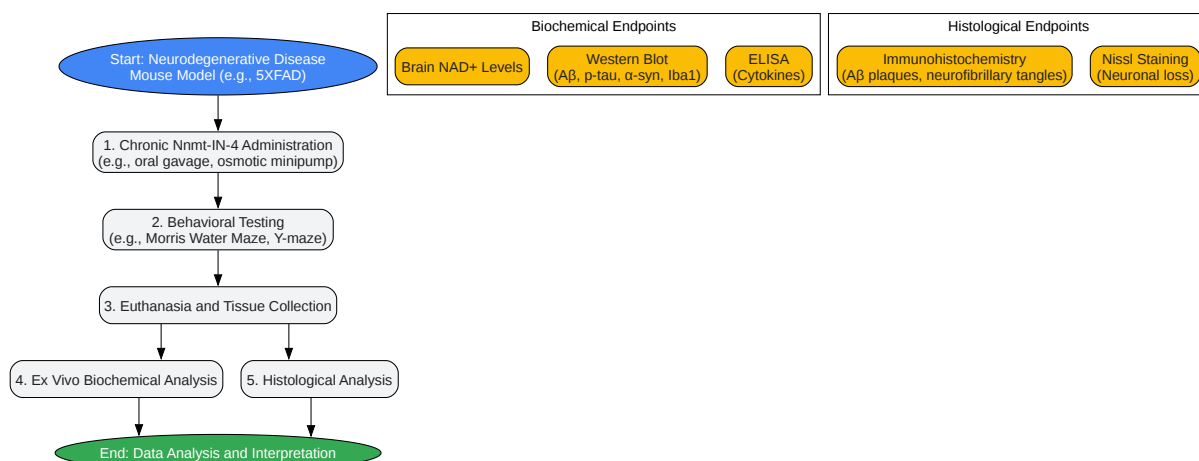 Start: Neurodegenerative Disease
Mouse Model (e.g., 5XFAD)
1. Chronic Nnmt-IN-4 Administration
(e.g., oral gavage, osmotic minipump)
2. Behavioral Testing
(e.g., Morris Water Maze, Y-maze)
3. Euthanasia and Tissue Collection
4. Ex Vivo Biochemical Analysis
5. Histological Analysis
End: Data Analysis and Interpretation
Biochemical Endpoints
Brain NAD+ Levels
Western Blot
(Aβ, p-tau, α-syn, Iba1)
ELISA
(Cytokines)
Histological Endpoints
Immunohistochemistry
(Aβ plaques, neurofibrillary tangles)
Nissl Staining
(Neuronal loss)